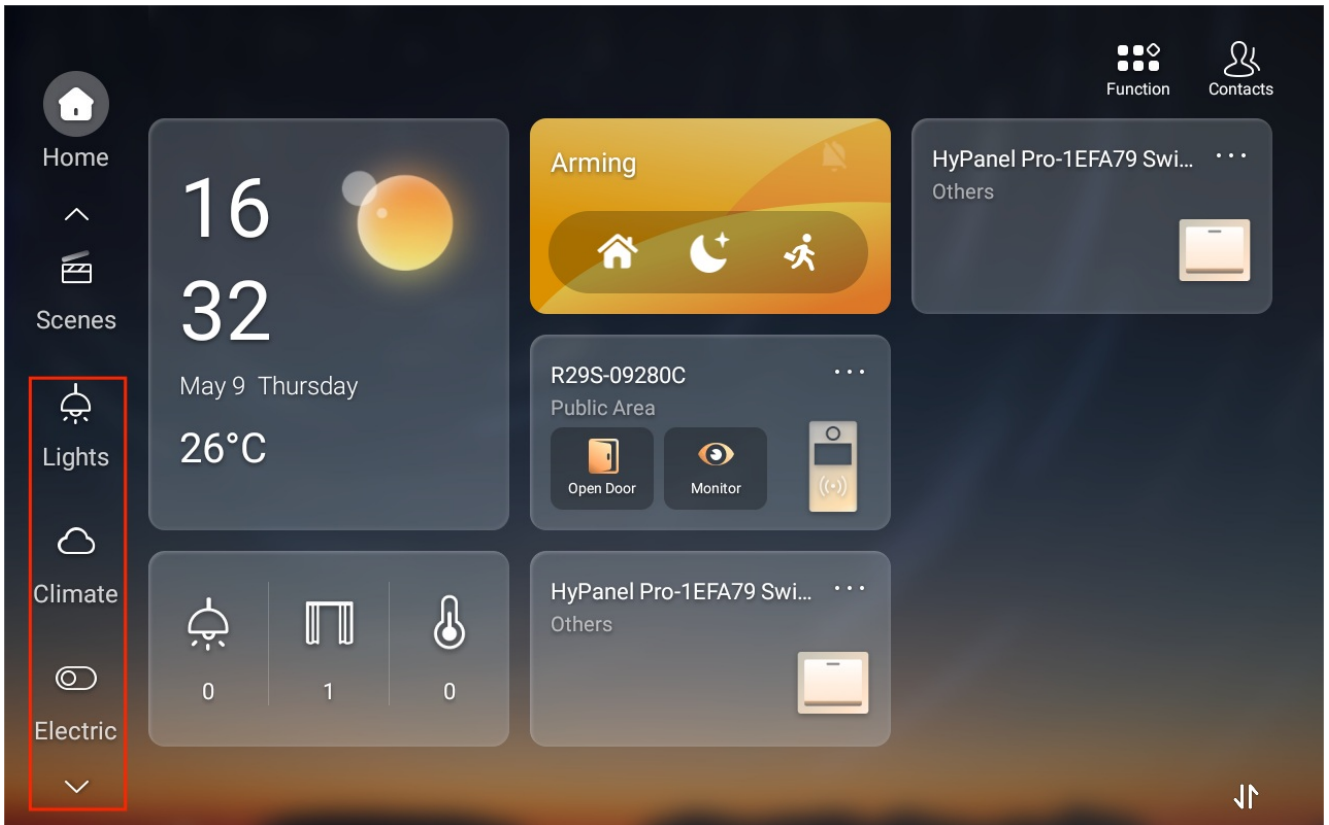 Function
Contacts
Home
Scenes
Lights
Climate
Electric
16
32
May 9 Thursday
26°C
0
1
0
Arming
R29S-09280C
Public Area
Open Door
Monitor
HyPanel Pro-1EFA79 Swi...
Others
HyPanel Pro-1EFA79 Swi...
Others